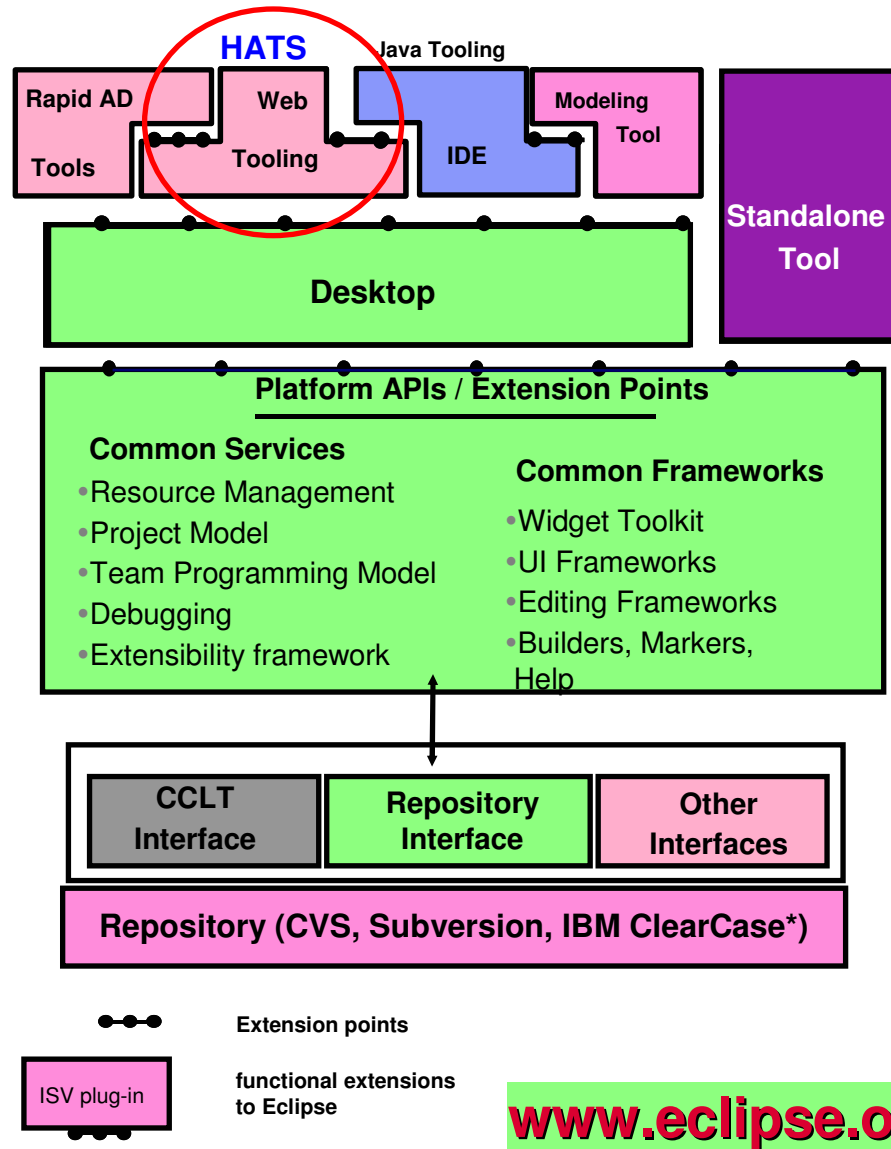 HATS
Java Tooling
Rapid AD
Tools
Web
Tooling
IDE
Modeling
Tool
Standalone
Tool
Desktop
Platform APIs / Extension Points
Common Services
•Resource Management
•Project Model
•Team Programming Model
•Debugging
•Extensibility framework
Common Frameworks
•Widget Toolkit
•UI Frameworks
•Editing Frameworks
•Builders, Markers,
Help
CCLT
Interface
Repository
Interface
Other
Interfaces
Repository (CVS, Subversion, IBM ClearCase*)
Extension points
ISV plug-in
functional extensions
to Eclipse
www.eclipse.o